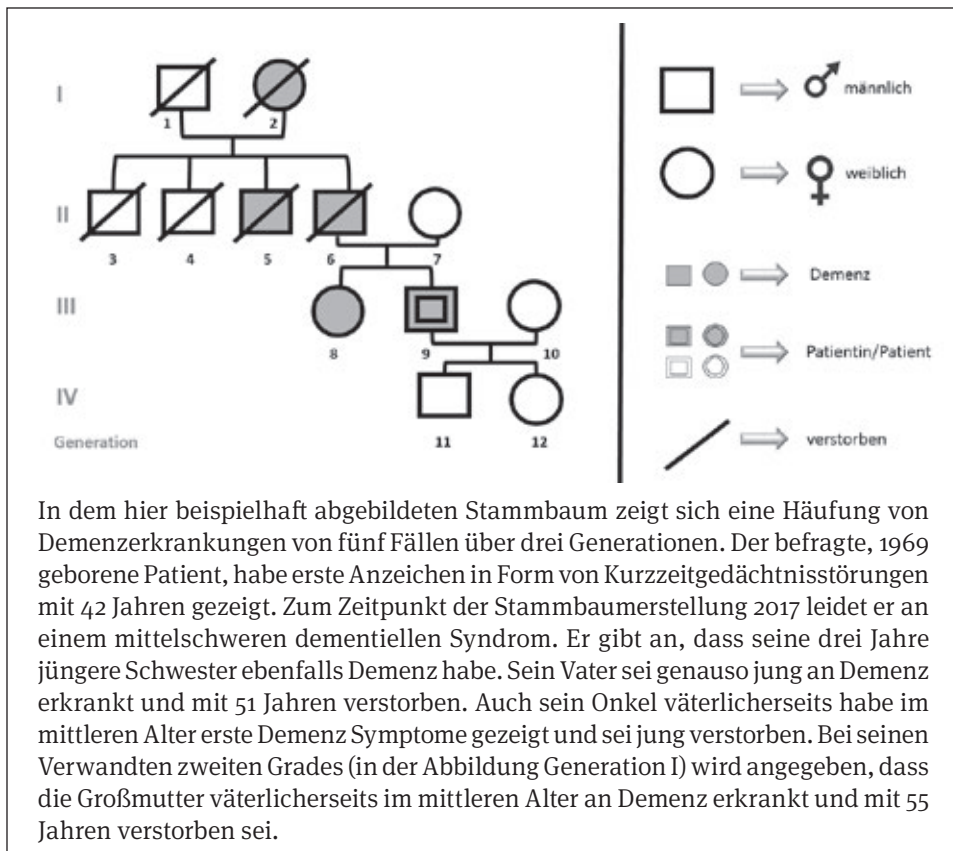 I
1 2
männlich
weiblich
II
3 4 5 6 7
Demenz
III
8 9 10
Patientin/Patient
IV
Generation
11 12
verstorben
In dem hier beispielhaft abgebildeten Stammbaum zeigt sich eine Häufung von
Demenzerkrankungen von fünf Fällen über drei Generationen. Der befragte, 1969
geborene Patient, habe erste Anzeichen in Form von Kurzzeitgedächtnisstörungen
mit 42 Jahren gezeigt. Zum Zeitpunkt der Stammbaumerstellung 2017 leidet er an
einem mittelschweren dementiellen Syndrom. Er gibt an, dass seine drei Jahre
jüngere Schwester ebenfalls Demenz habe. Sein Vater sei genauso jung an Demenz
erkrankt und mit 51 Jahren verstorben. Auch sein Onkel väterlicherseits habe im
mittleren Alter erste Demenz Symptome gezeigt und sei jung verstorben. Bei seinen
Verwandten zweiten Grades (in der Abbildung Generation I) wird angegeben, dass
die Großmutter väterlicherseits im mittleren Alter an Demenz erkrankt und mit 55
Jahren verstorben sei.